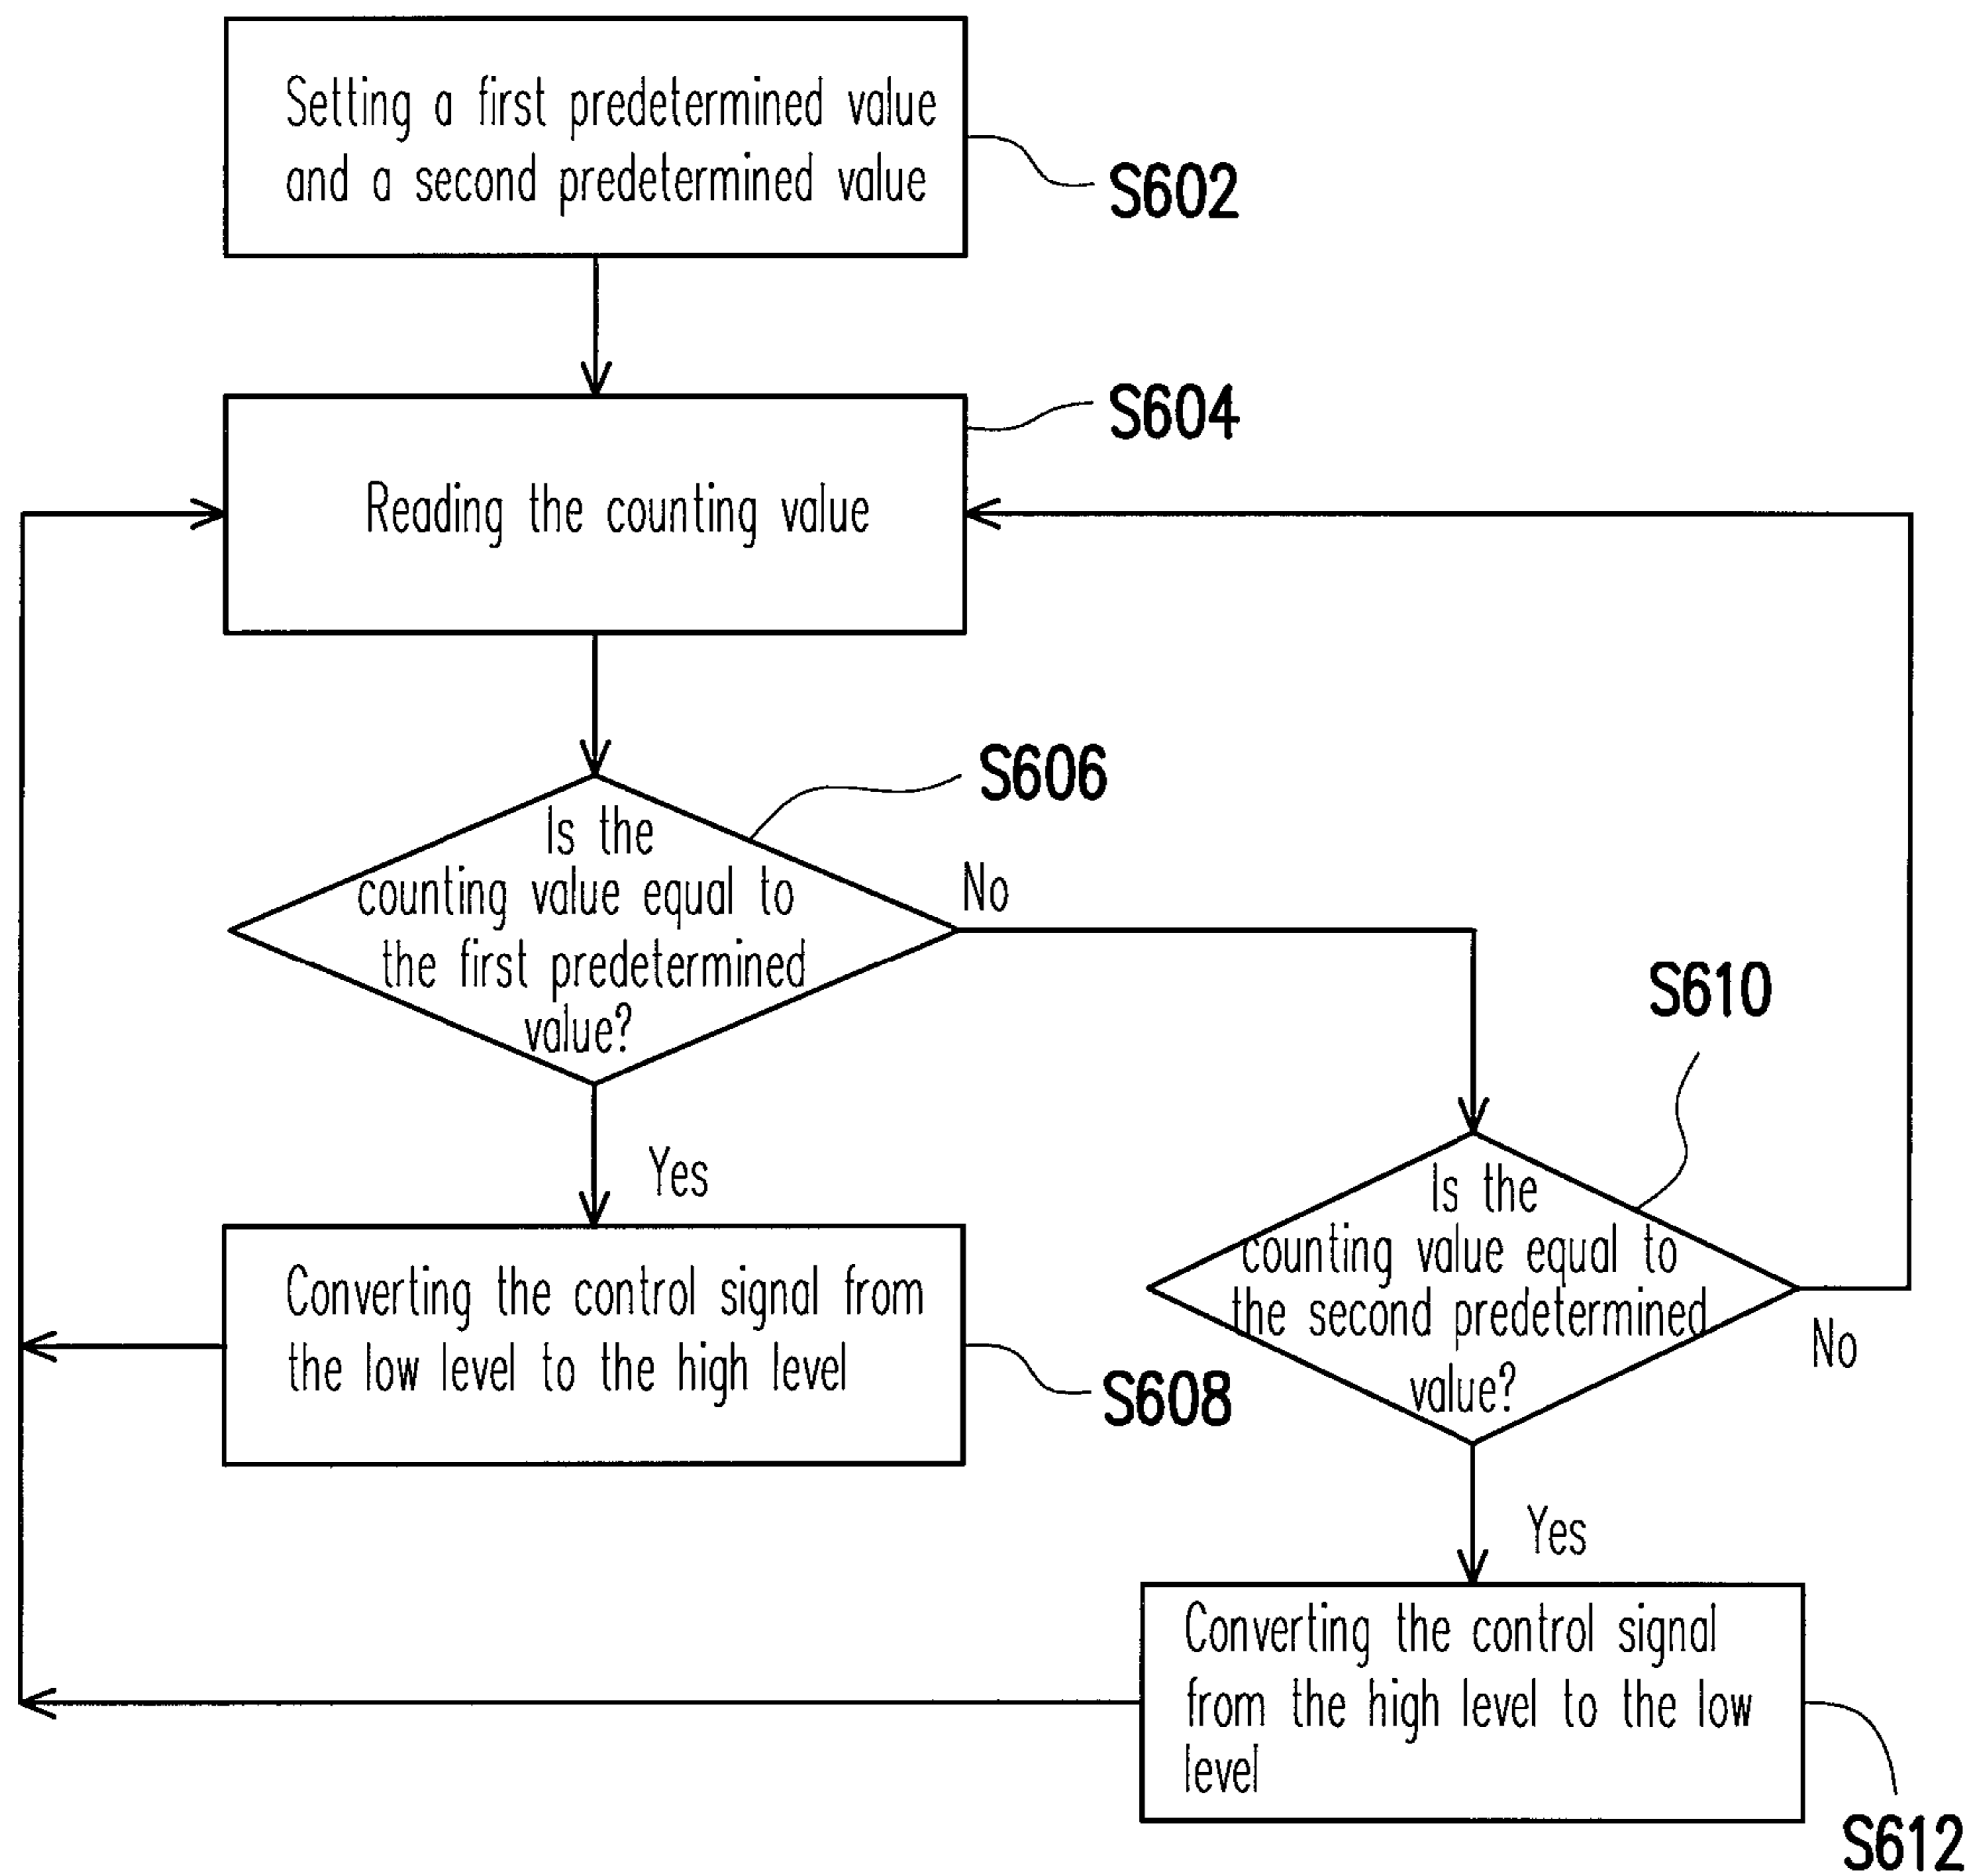 Setting a first predetermined value
and a second predetermined value
S602
S604
Reading the counting value
S606
Is the
counting value equal to
the first predetermined
value?
No
S610
Yes
Is the
counting value equal to
the second predetermined
value?
No
Converting the control signal from
the low level to the high level
S608
Yes
Converting the control signal
from the high level to the low
level
S612